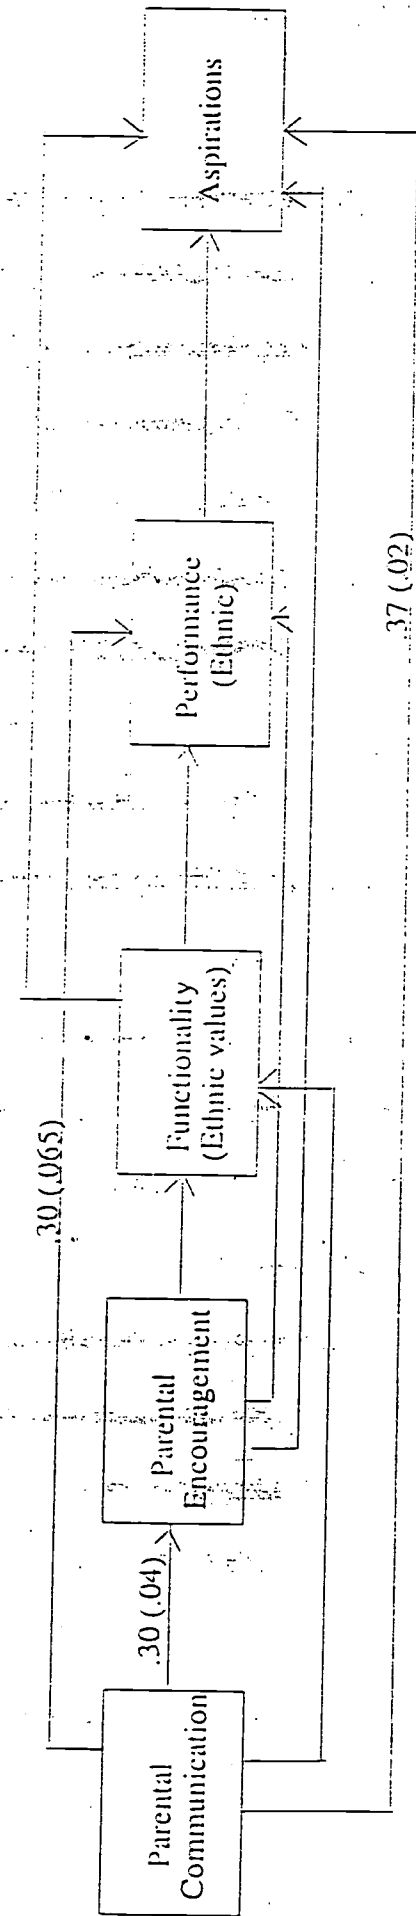 .30 (.065)
Parental
Communication
.30 (.04)
Parental
Encouragement
Functionality
(Ethnic values)
Performance
(Ethnic)
Aspirations
.37 (.02)